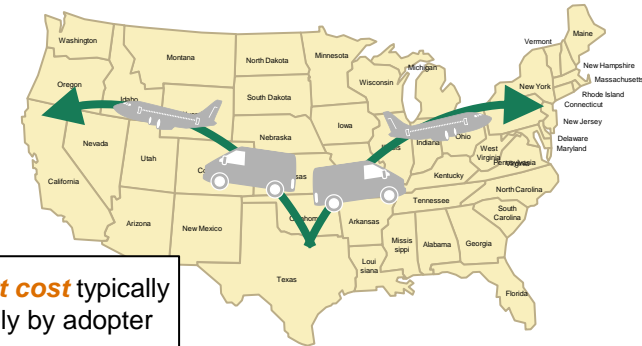 Maine
Vermont
Washington
Montana
North Dakota
Minnesota
Michigan
New Hampshire
Massachusetts
Wisconsin
Oregon
Idaho
New York
Rhode Island
Connecticut
South Dakota
New Jersey
Iowa
Nebraska
Ohio
Indiana
Delaware
Maryland
Nevada
Utah
West
Virginia
Kentucky
California
North Carolina
Tennessee
South
Carolina
Arizona
New Mexico
Arkansas
Missis
sippi
Alabama
Georgia
Loui
siana
Texas
Florida
t cost typically
ly by adopter